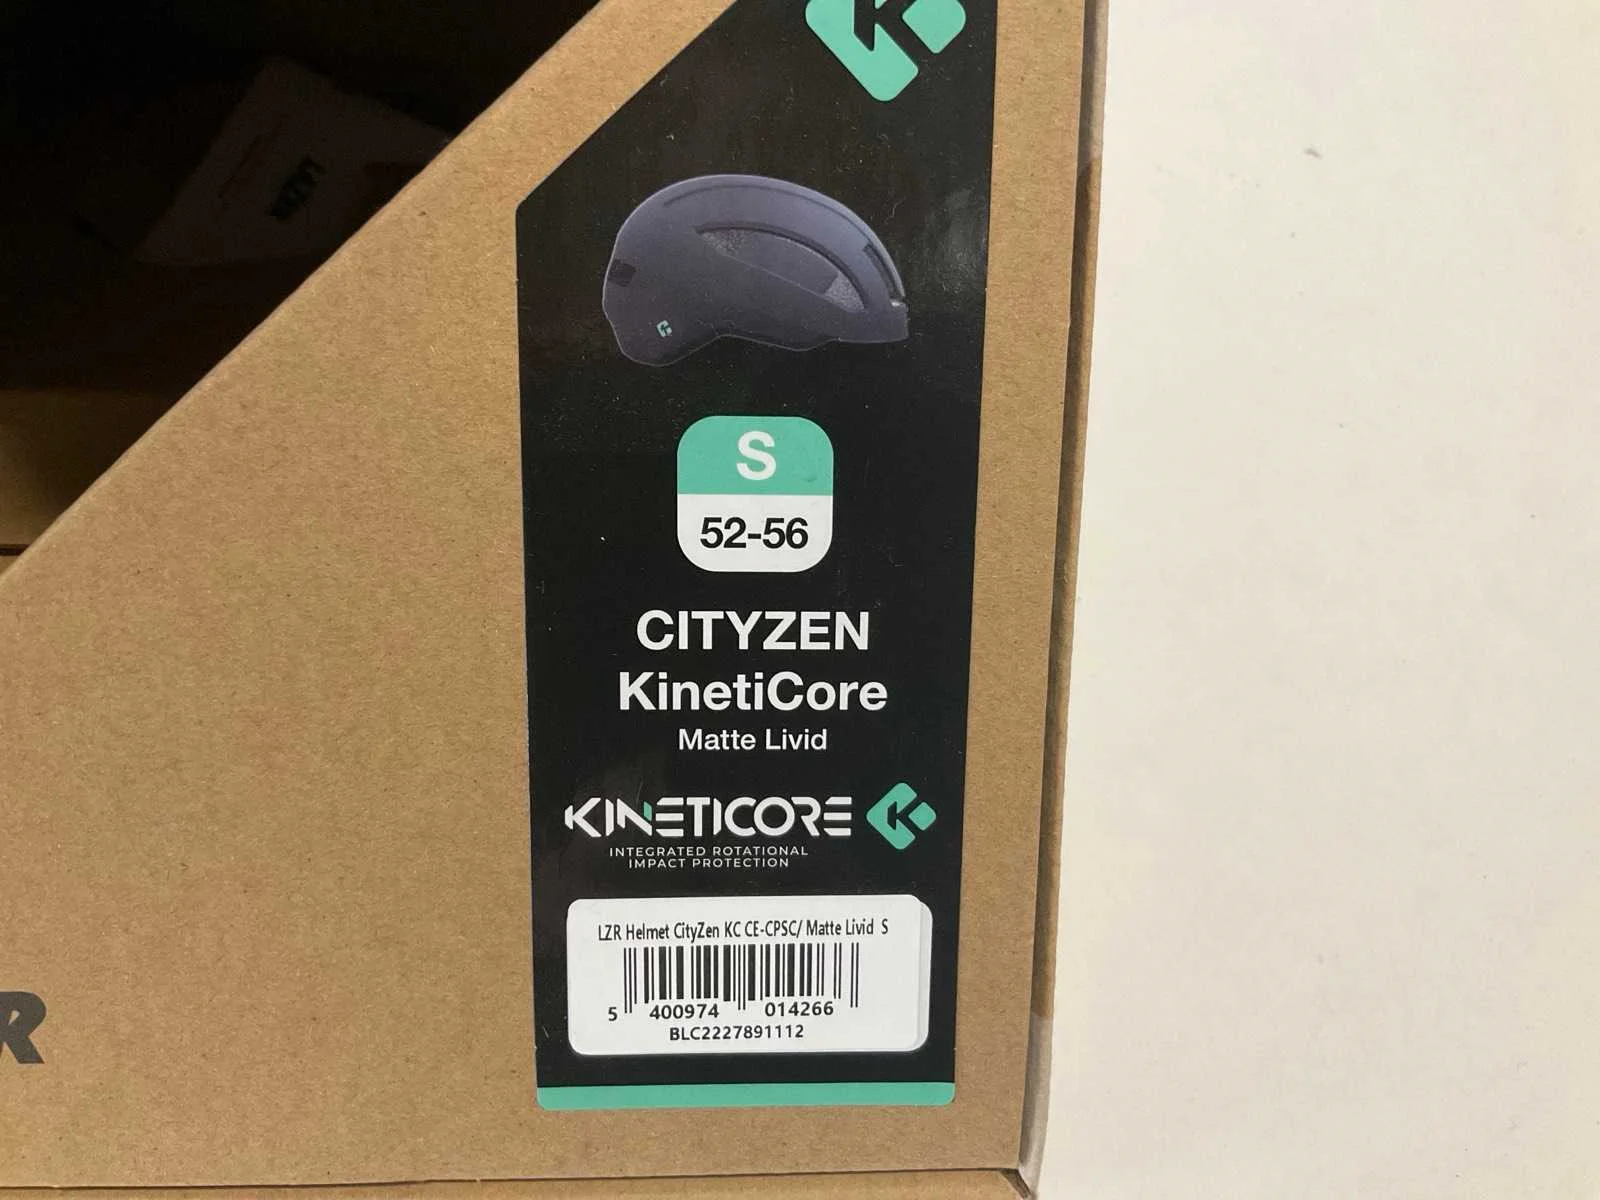 LAZER
S
52-56
CITYZEN
KinetiCore
Matte Livid
KINETICORE
INTEGRATED ROTATIONAL
IMPACT PROTECTION
LZR Helmet CityZen KC CE-CPSC/ Matte Livid S
5 400974 014266
BLC2227891112
R